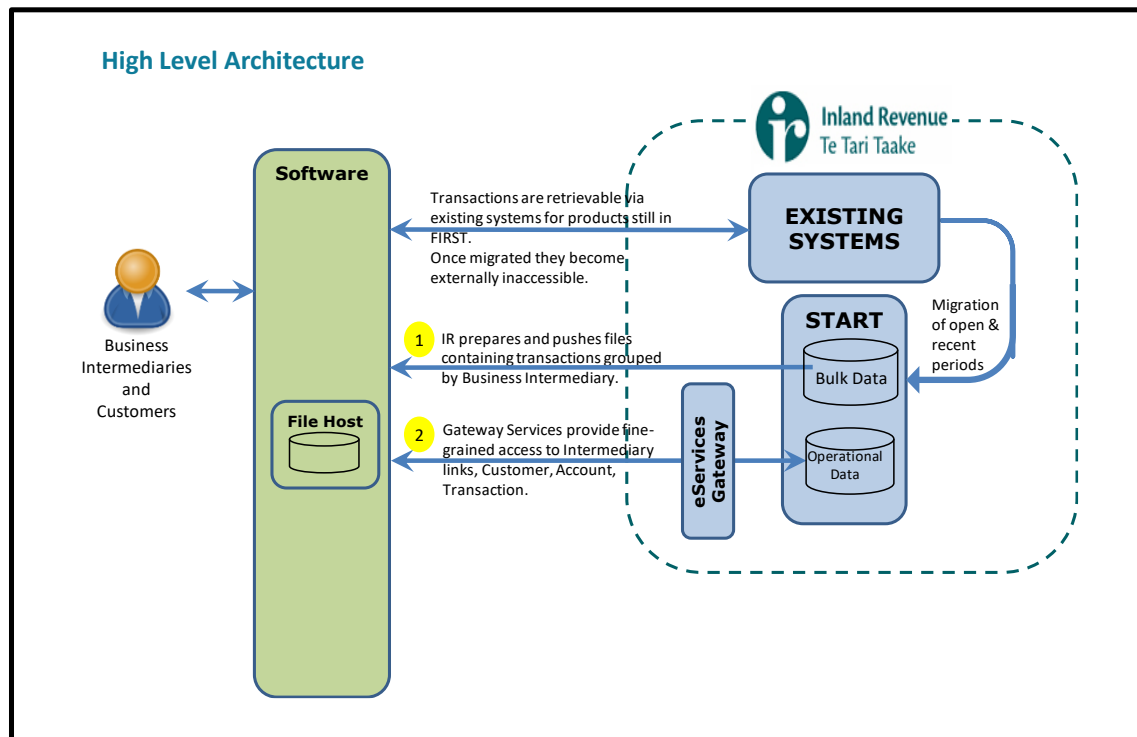 High Level Architecture
Inland Revenue
Te Tari Taake
Software
Transactions are retrievable via
existing systems for products still in
FIRST.
Once migrated they become
externally inaccessible.
EXISTING
SYSTEMS
Business
Intermediaries
and
Customers
Migration
of open &
recent
periods
START
Bulk Data
1
IR prepares and pushes files
containing transactions grouped
by Business Intermediary.
File Host
2
Gateway Services provide fine-
grained access to Intermediary
links, Customer, Account,
Transaction.
eServices
Gateway
Operational
Data